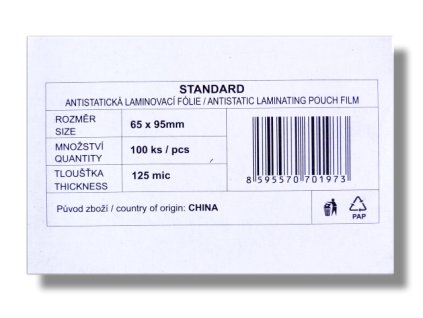 STANDARD
ANTISTATICKÁ LAMINOVACÍ FÓLIE / ANTISTATIC LAMINATING POUCH FILM
ROZMĚR
SIZE
65 x 95mm
MNOŽSTVÍ
QUANTITY
100 ks / pcs
TLOUŠŤKA
THICKNESS
125 mic
8 595570 701973
Původ zboží / country of origin: CHINA
PAP